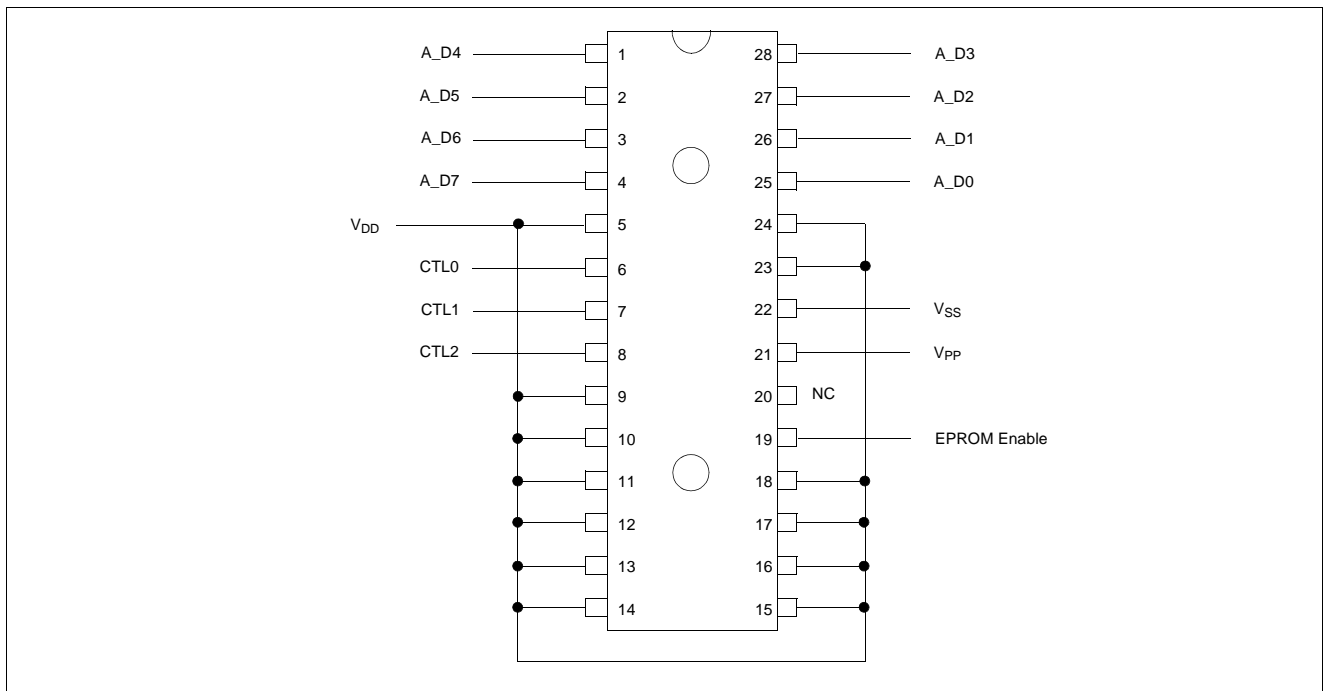 A_D4 1 28 A_D3
A_D5 2 27 A_D2
A_D6 3 26 A_D1
A_D7 4 25 A_D0
VDD 5 24
CTL0 6 23
CTL1 7 22 VSS
CTL2 8 21 VPP
9 20 NC
10 19 EPROM Enable
11 18
12 17
13 16
14 15